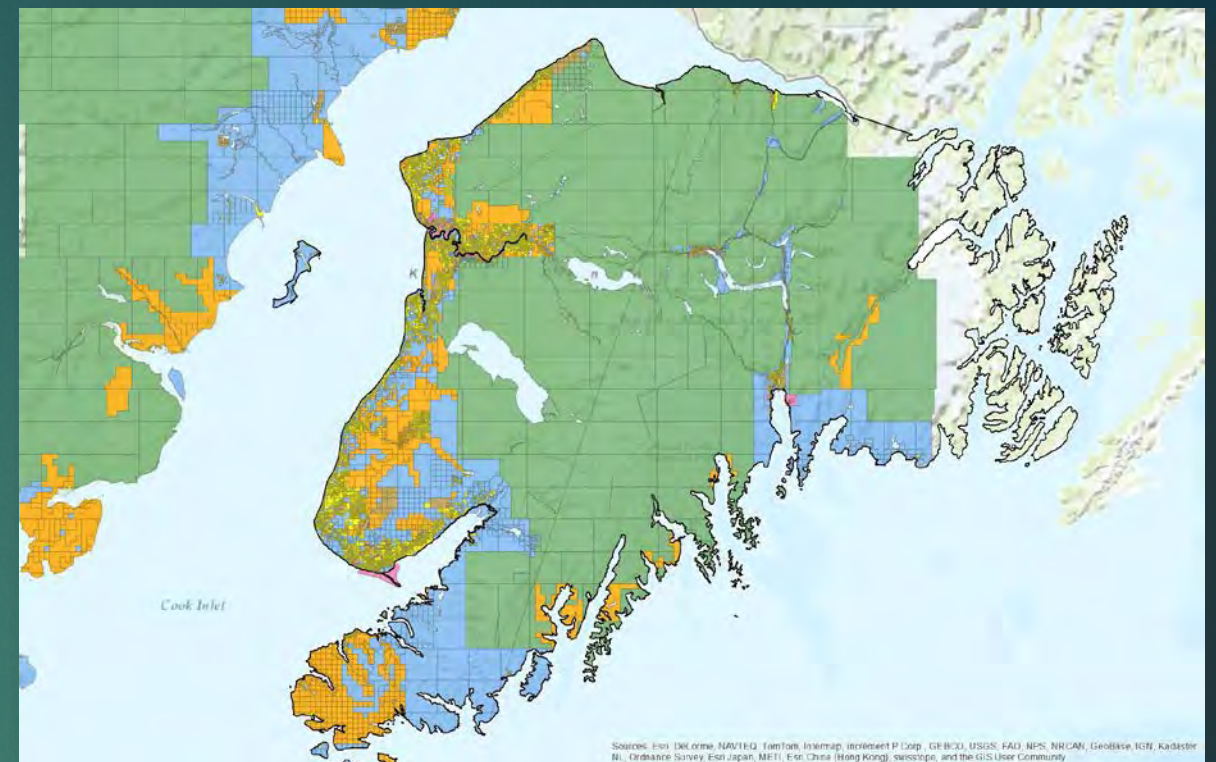 K
n
Cook Inlet
Sources: Esri, DeLorme, NAVTEQ, TomTom, Intermap, increment P Corp., GEBCO, USGS, FAO, NPS, NRCAN, GeoBase, IGN, Kadaster
NL, Ordnance Survey, Esri Japan, METI, Esri China (Hong Kong), swisstopo, and the GIS User Community